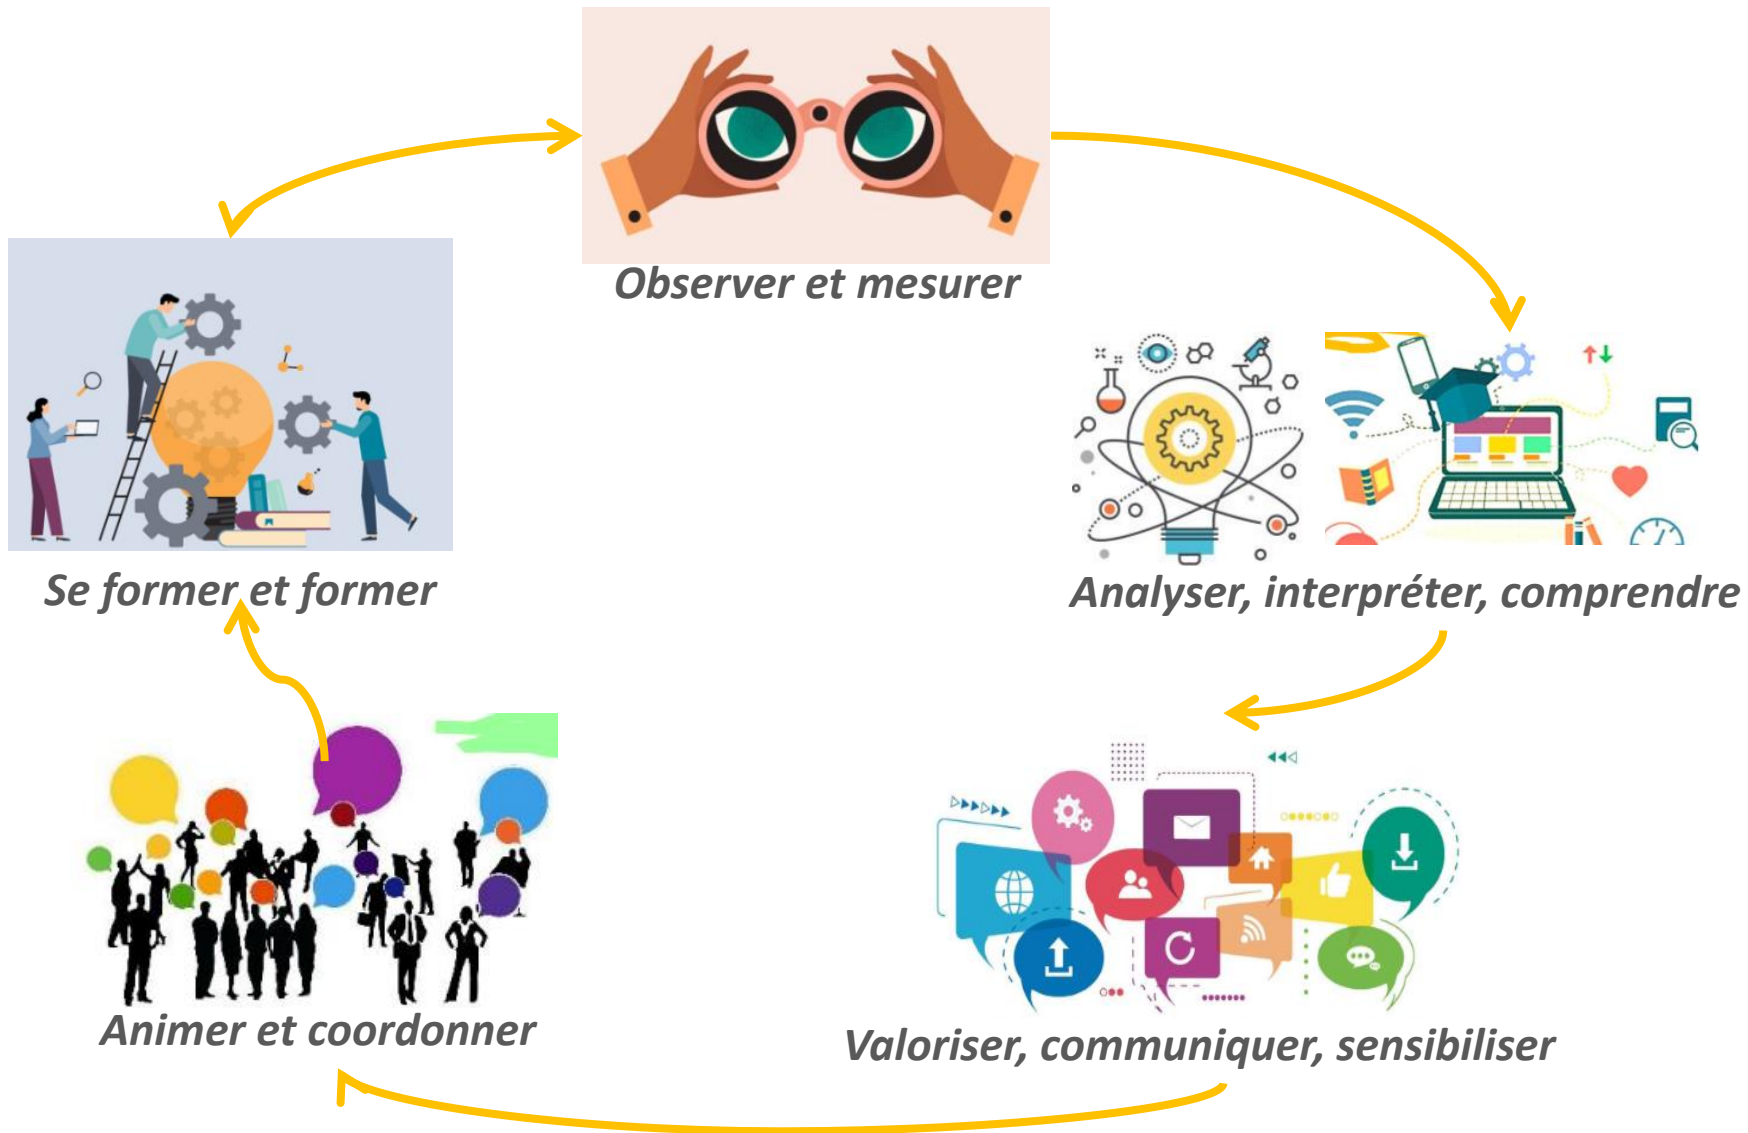 Observer et mesurer
Analyser, interpréter, comprendre
Valoriser, communiquer, sensibiliser
Animer et coordonner
Se former et former